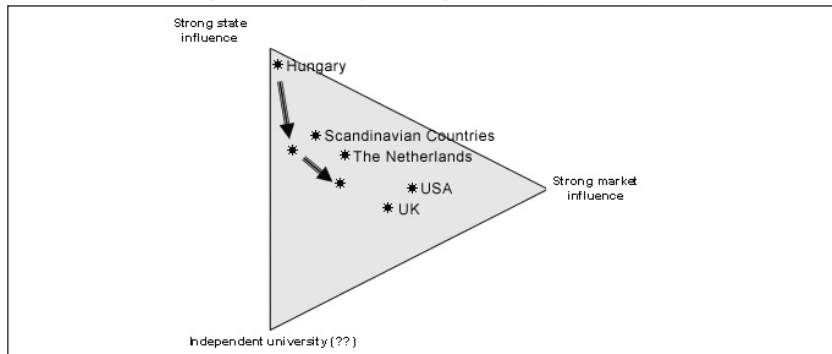 Strong state
influence
Hungary
Scandinavian Countries
The Netherlands
USA
UK
Strong market
influence
Independent university (??)